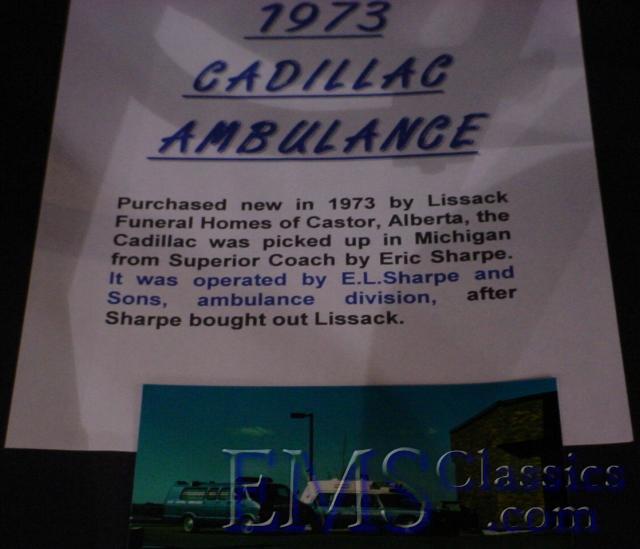 1973
CADILLAC
AMBULANCE
Purchased new in 1973 by Lissack
Funeral Homes of Castor, Alberta, the
Cadillac was picked up in Michigan
from Superior Coach by Eric Sharpe.
It was operated by E.L.Sharpe and
Sons, ambulance division, after
Sharpe bought out Lissack.
EMSClassics
.com